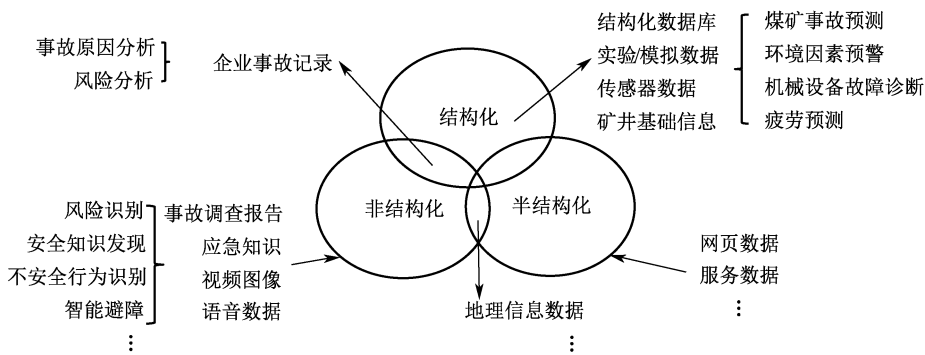 事故原因分析
风险分析
企业事故记录
结构化数据库
实验/模拟数据
传感器数据
矿井基础信息
煤矿事故预测
环境因素预警
机械设备故障诊断
疲劳预测
结构化
非结构化
半结构化
风险识别
安全知识发现
不安全行为识别
智能避障
⋮
事故调查报告
应急知识
视频图像
语音数据
地理信息数据
⋮
网页数据
服务数据
⋮